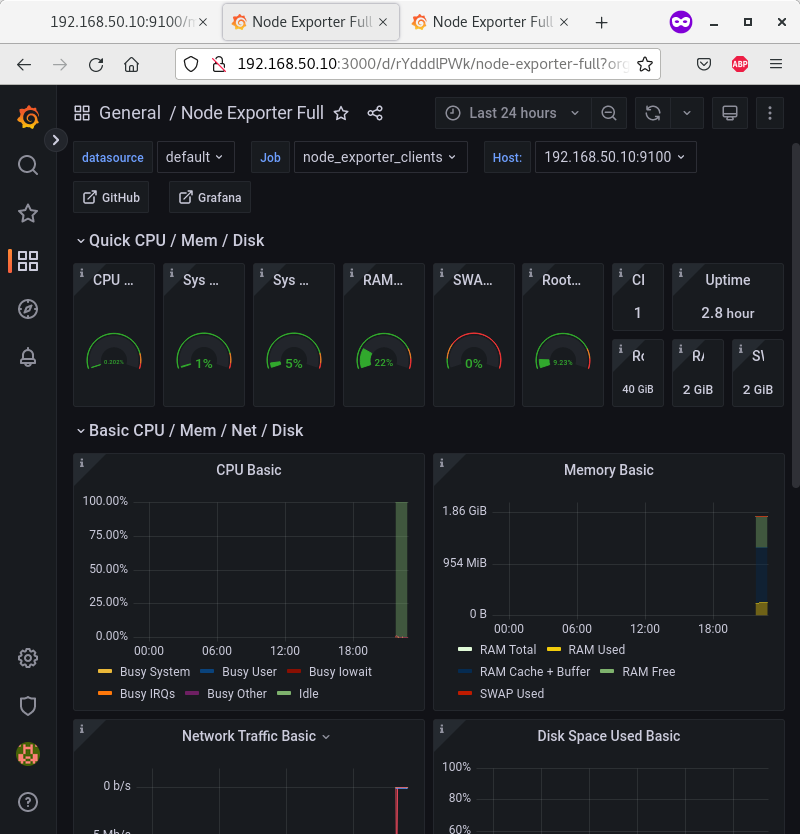 192.168.50.10:9100/m
Node Exporter Full
Node Exporter Full
192.168.50.10:3000/d/rYdddlPWk/node-exporter-full?org
ABP
General / Node Exporter Full
Last 24 hours
datasource default Job node_exporter_clients Host: 192.168.50.10:9100
GitHub Grafana
Quick CPU / Mem / Disk
CPU ... Sys ... Sys ... RAM... SWA... Root... Uptime
0.202% 1% 5% 22% 0% 9.23% 1 2.8 hour
40 GiB 2 GiB 2 GiB
Basic CPU / Mem / Net / Disk
CPU Basic
100.00%
75.00%
50.00%
25.00%
0.00%
00:00 06:00 12:00 18:00
Busy System Busy User Busy Iowait
Busy IRQs Busy Other Idle
Memory Basic
1.86 GiB
954 MiB
0 B
00:00 06:00 12:00 18:00
RAM Total RAM Used
RAM Cache + Buffer RAM Free
SWAP Used
Network Traffic Basic
0 b/s
Disk Space Used Basic
100%
80%
60%